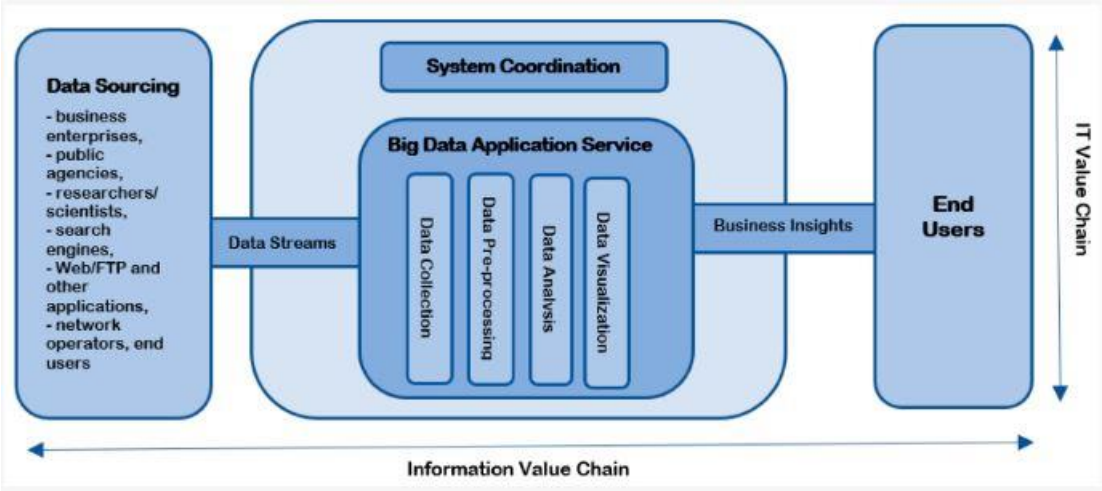 Data Sourcing
- business
enterprises,
- public
agencies,
- researchers/
scientists,
- search
engines,
- Web/FTP and
other
applications,
- network
operators, end
users
Data Streams
System Coordination
Big Data Application Service
Data Collection
Data Pre-processing
Data Analysis
Data Visualization
Business Insights
End
Users
IT Value Chain
Information Value Chain